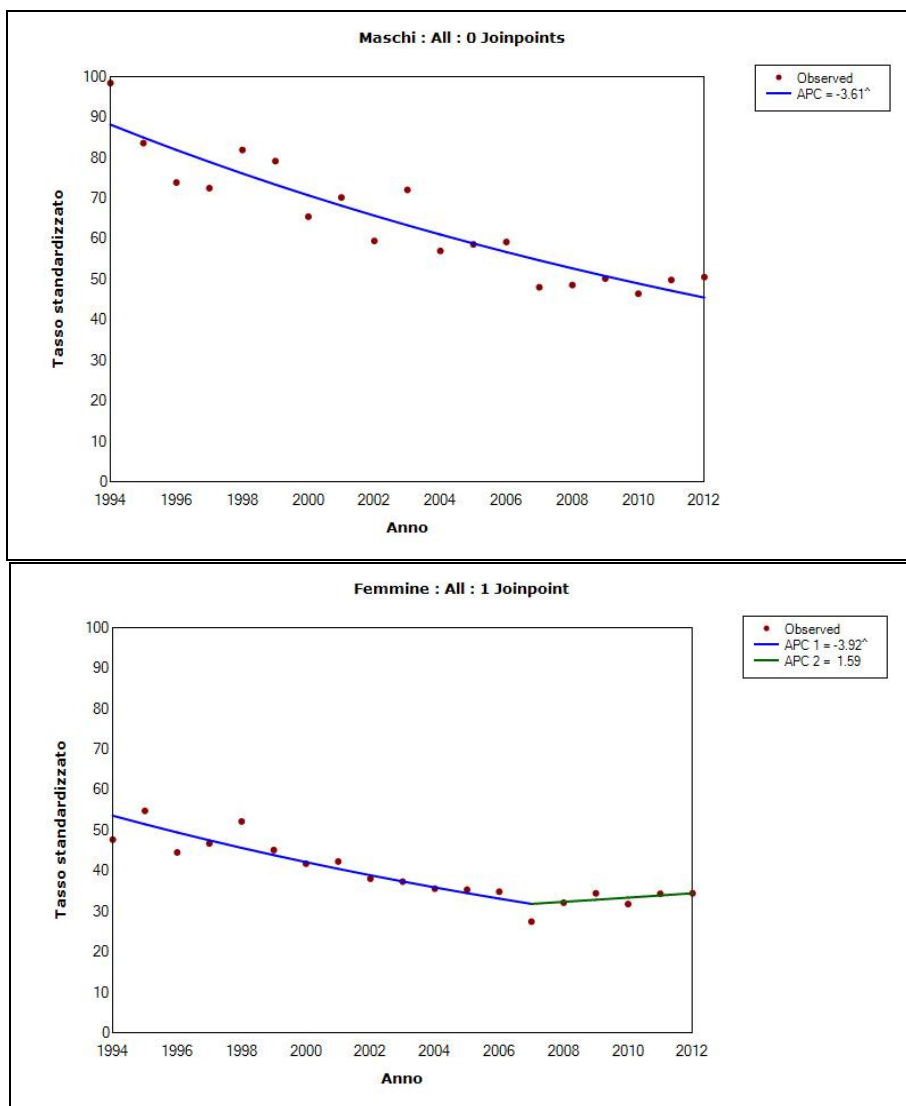 Maschi : All : 0 Joinpoints
Observed
APC = -3.61^
100
90
80
70
60
50
40
30
20
10
0
Tasso standardizzato
1994 1996 1998 2000 2002 2004 2006 2008 2010 2012
Anno
Femmine : All : 1 Joinpoint
Observed
APC 1 = -3.92^
APC 2 = 1.59
100
90
80
70
60
50
40
30
20
10
0
Tasso standardizzato
1994 1996 1998 2000 2002 2004 2006 2008 2010 2012
Anno